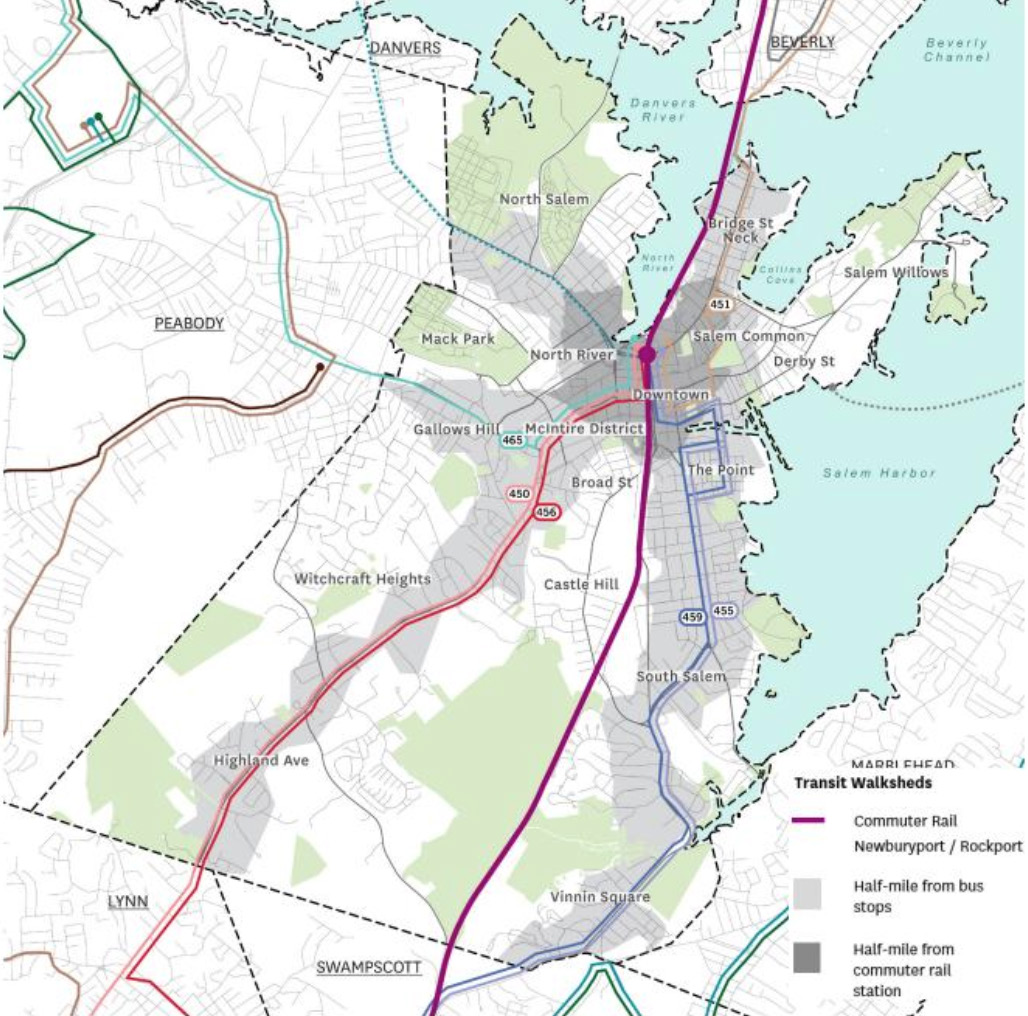 DANVERS
BEVERLY
Beverly
Channel
Danvers
River
North Salem
Bridge St
Neck
North
River
Collins
Cove
Salem Willows
451
PEABODY
Mack Park
North River
Salem Common
Derby St
Downtown
Gallows Hill
465
McIntire District
The Point
Salem Harbor
Broad St
450
456
Witchcraft Heights
Castle Hill
459
455
South Salem
Highland Ave
MARBLEHEAD
Transit Walksheds
Commuter Rail
Newburyport / Rockport
Half-mile from bus
stops
Half-mile from
commuter rail
station
LYNN
Vinnin Square
SWAMPSCOTT